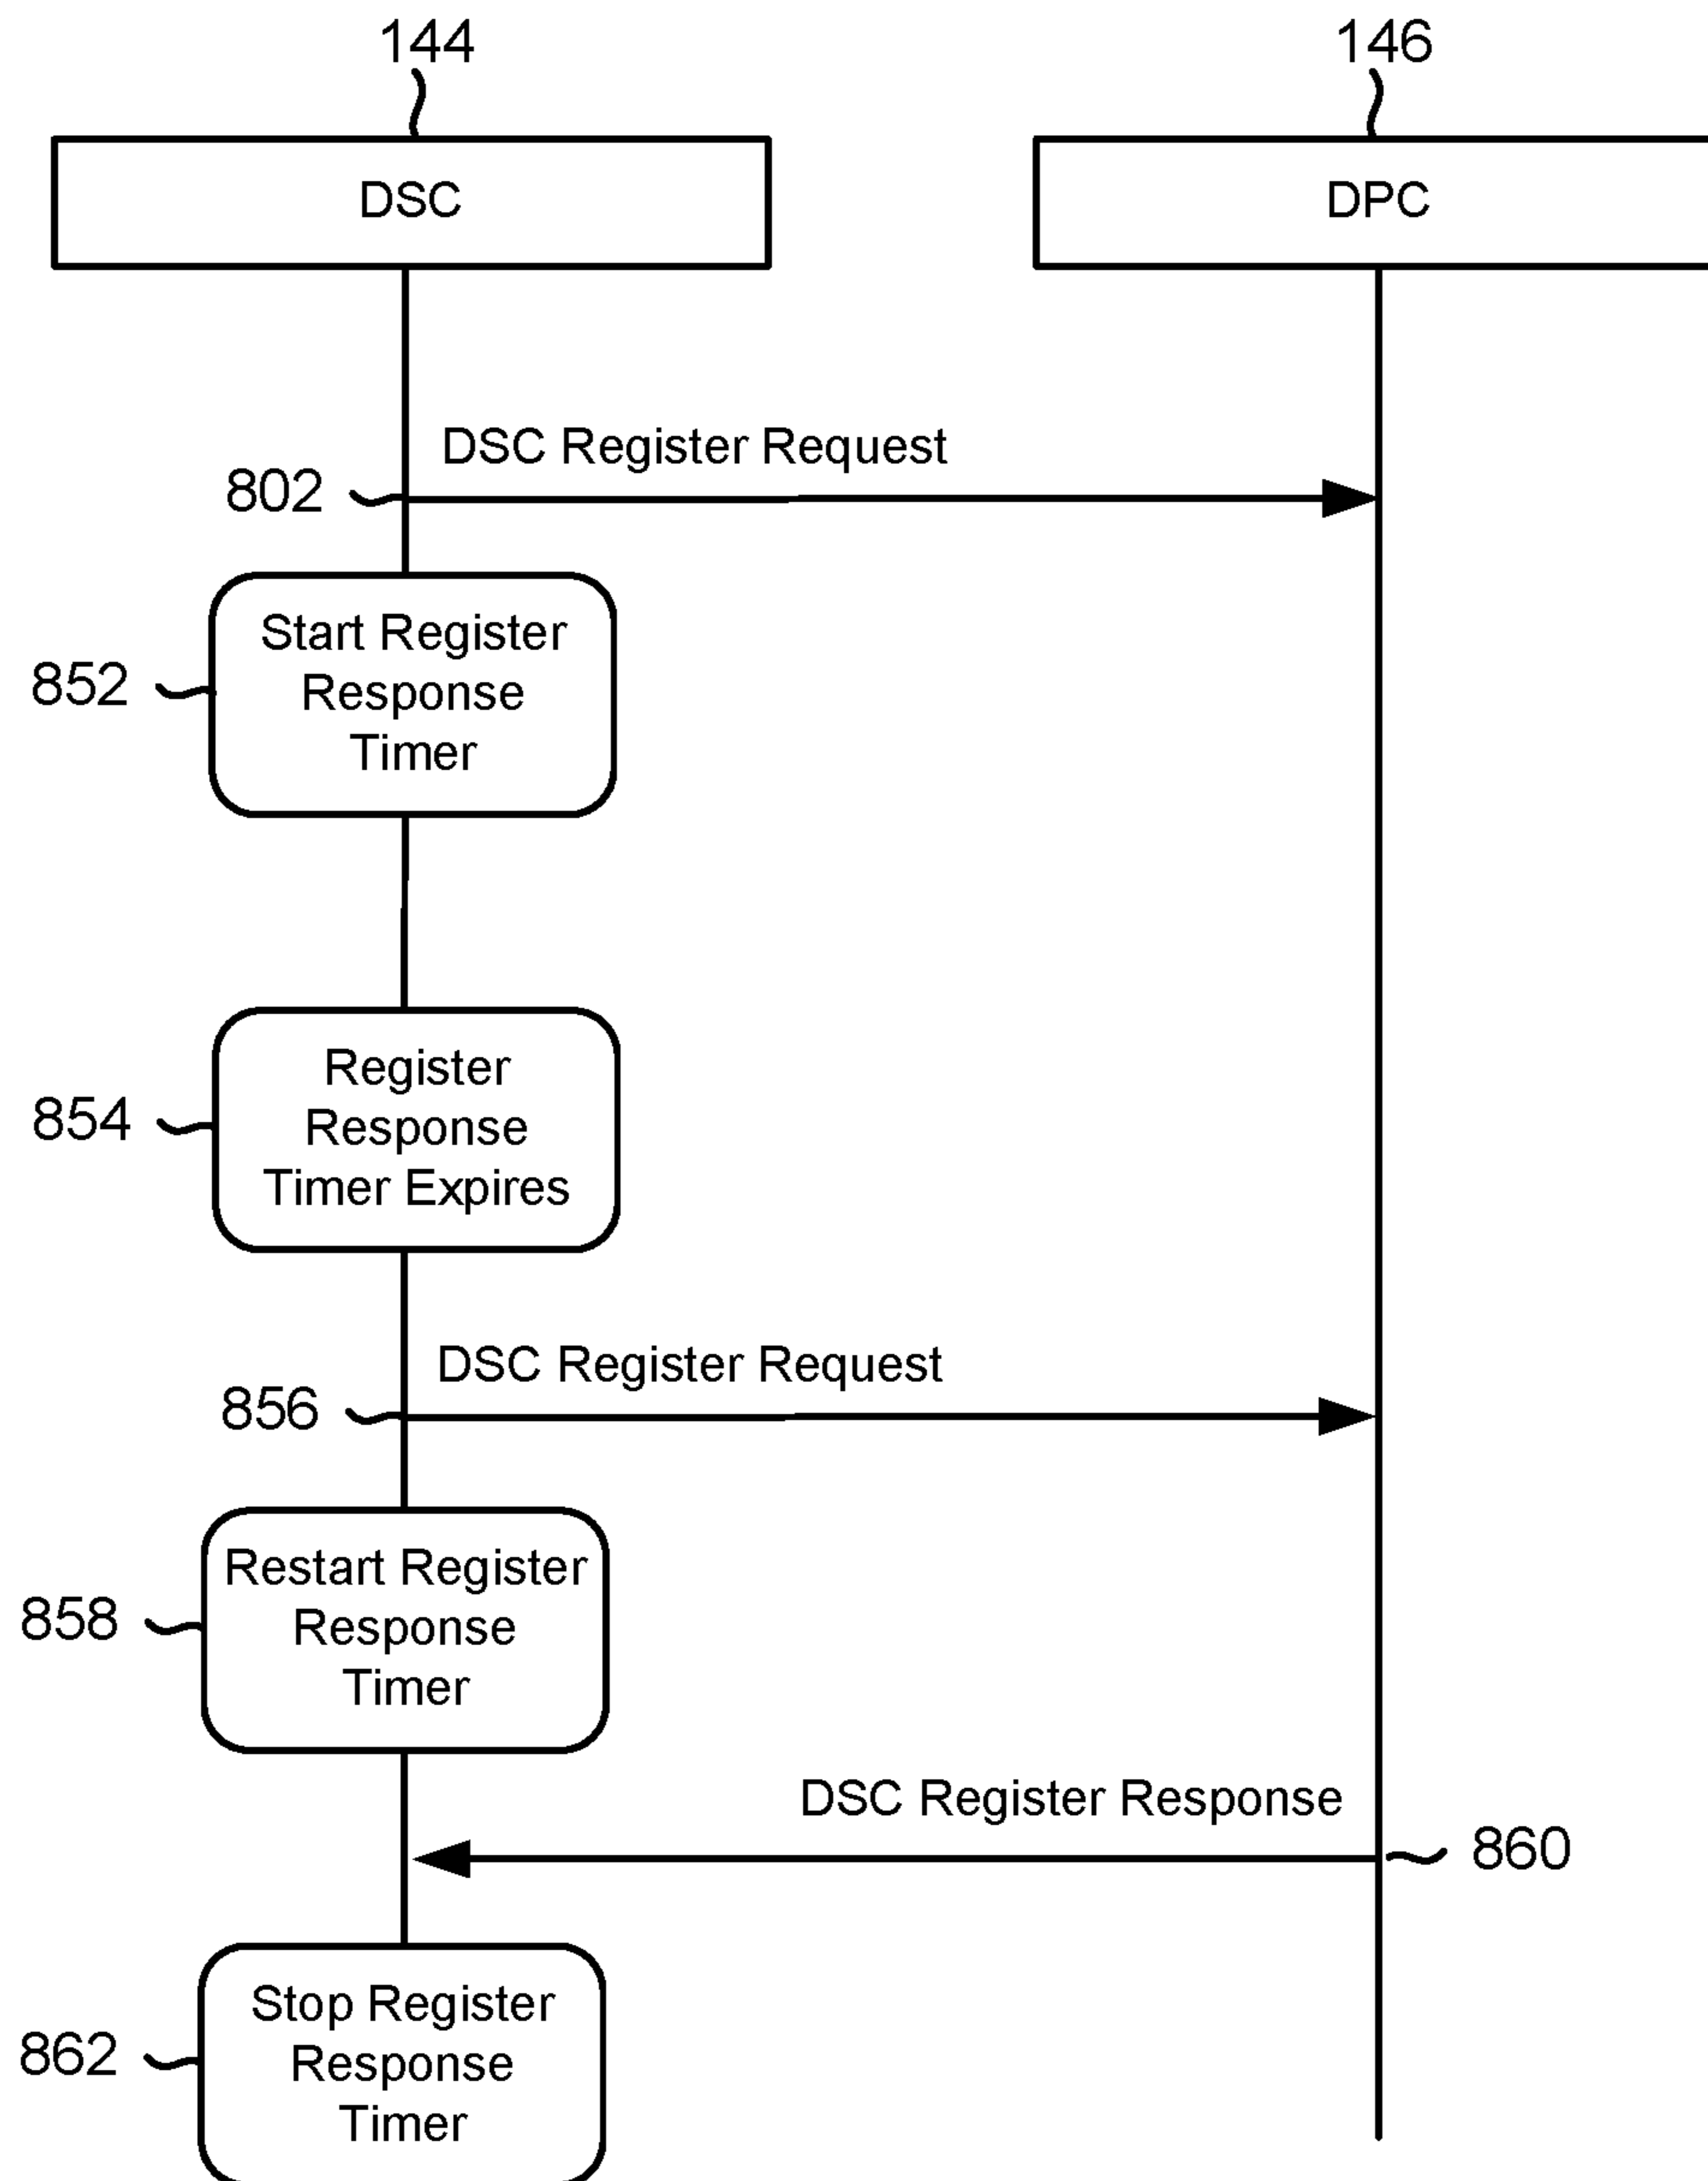 144
146
DSC
DPC
DSC Register Request
802
Start Register
Response
Timer
852
Register
Response
Timer Expires
854
DSC Register Request
856
Restart Register
Response
Timer
858
DSC Register Response
860
Stop Register
Response
Timer
862